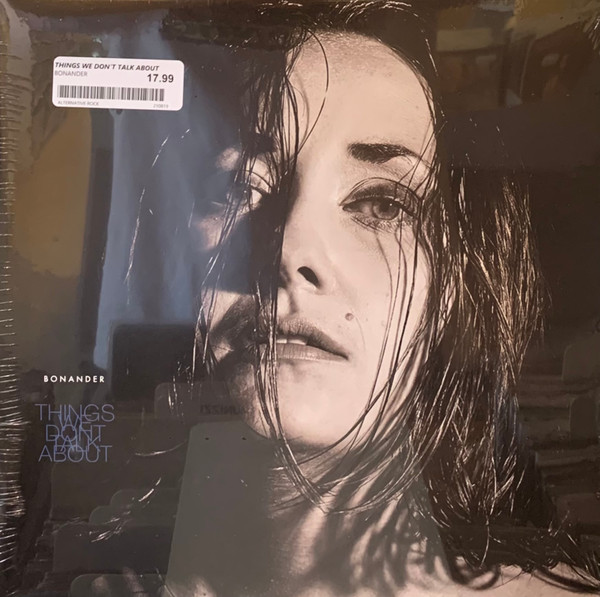 THINGS WE DON'T TALK ABOUT
BONANDER
17.99
ALTERNATIVE ROCK
BONANDER
THINGS
WE
DON'T
TALK
ABOUT